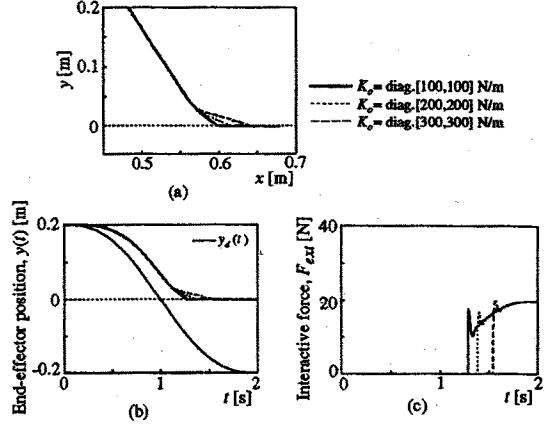 0.2
0.1
0
y [m]
0.5 0.6 0.7
x [m]
(a)
K_o = diag.[100,100] N/m
K_o = diag.[200,200] N/m
K_o = diag.[300,300] N/m
End-effector position, y(t) [m]
0.2
0
-0.2
y_d(t)
0 1 2
t [s]
(b)
Interactive force, F_ext [N]
40
20
0
0 1 2
t [s]
(c)